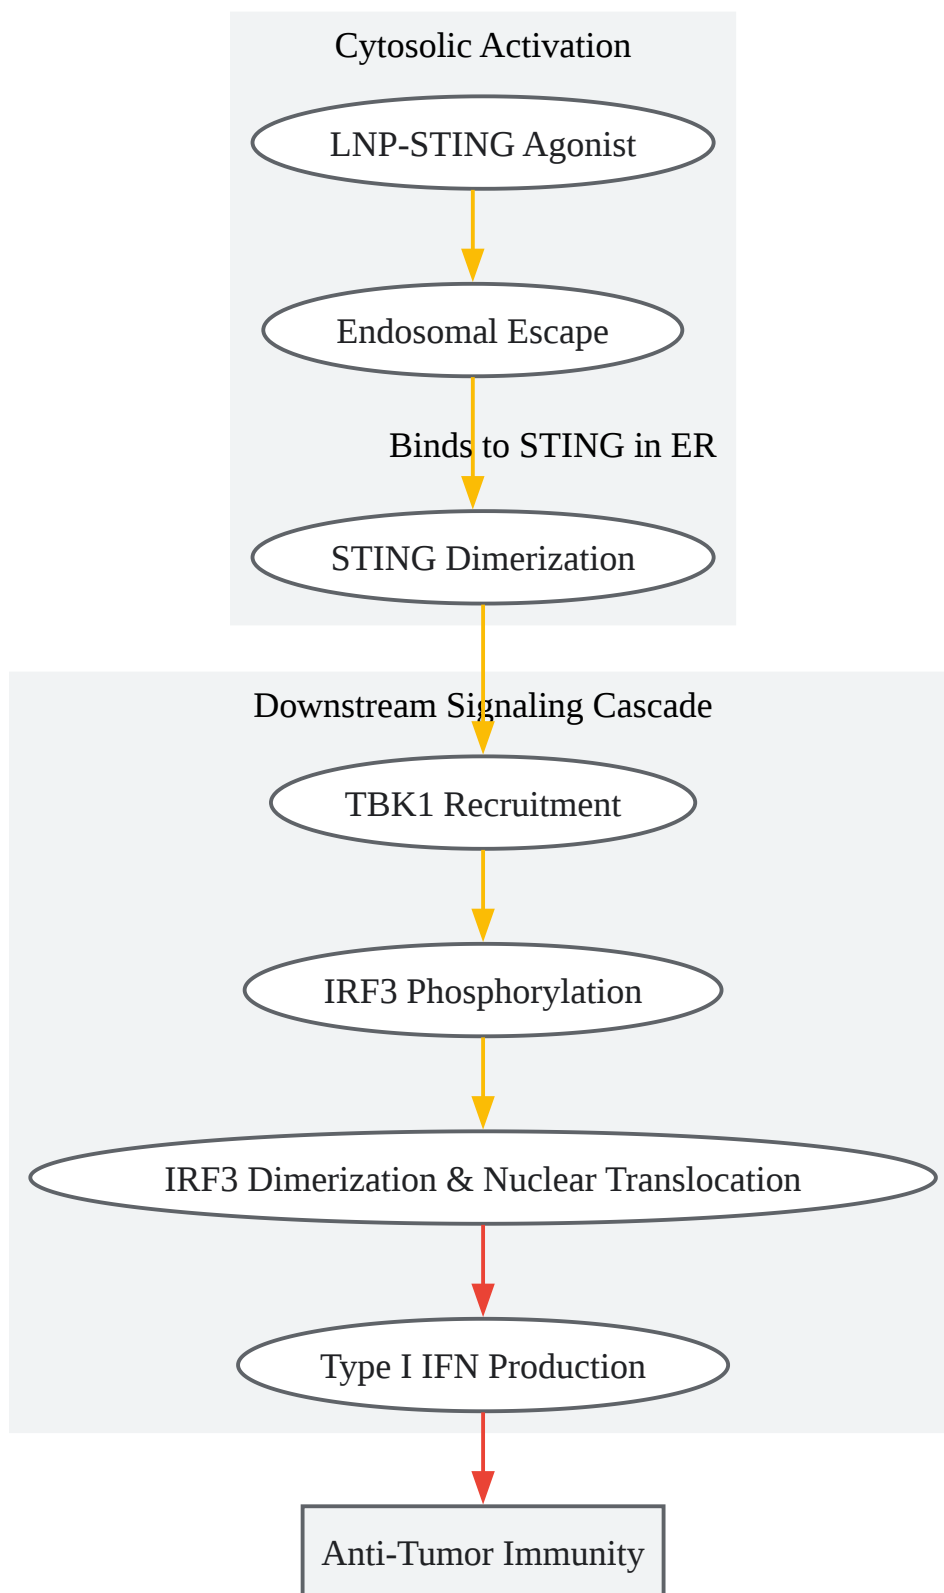 Cytosolic Activation
LNP-STING Agonist
Endosomal Escape
Binds to STING in ER
STING Dimerization
Downstream Signaling Cascade
TBK1 Recruitment
IRF3 Phosphorylation
IRF3 Dimerization & Nuclear Translocation
Type I IFN Production
Anti-Tumor Immunity